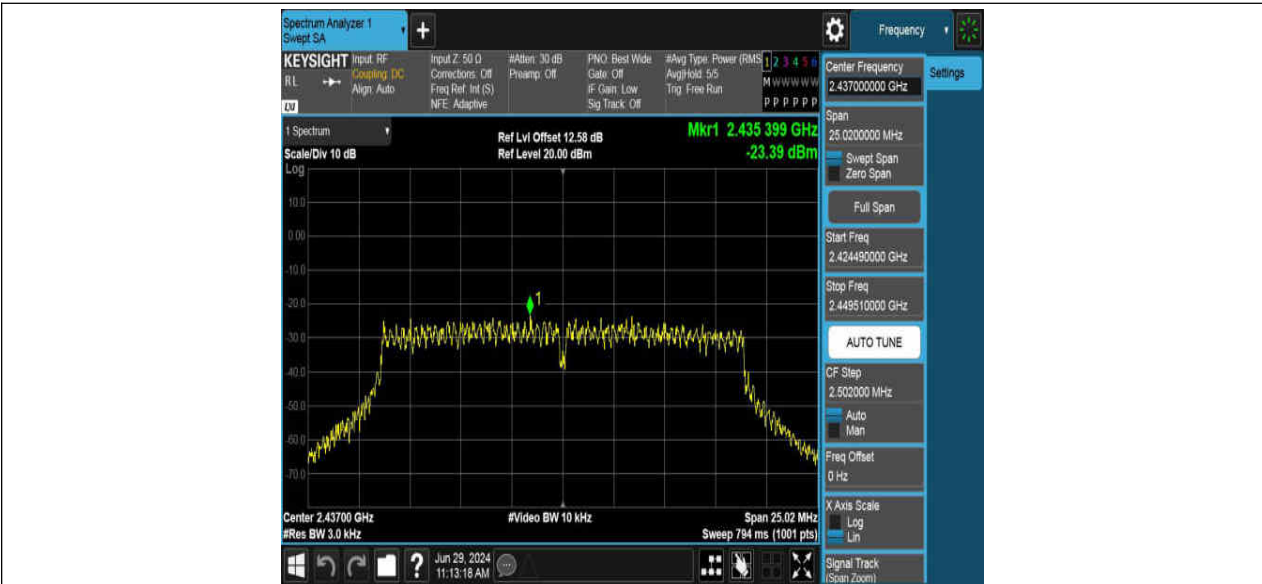 Spectrum Analyzer 1
Swept SA
Frequency
KEYSIGHT
RL
LXI
Input: RF
Coupling: DC
Align: Auto
Input Z: 50 Ω
Corrections: Off
Freq Ref: Int (S)
NFE: Adaptive
#Atten: 30 dB
Preamp: Off
PNO: Best Wide
Gate: Off
IF Gain: Low
Sig Track: Off
#Avg Type: Power (RMS
Avg|Hold: 5/5
Trig: Free Run
1 2 3 4 5 6
M W W W W W
P P P P P P
1 Spectrum
Scale/Div 10 dB
Ref Lvl Offset 12.58 dB
Ref Level 20.00 dBm
Mkr1 2.435 399 GHz
-23.39 dBm
Log
10.0
0.00
-10.0
-20.0
-30.0
-40.0
-50.0
-60.0
-70.0
1
Center 2.43700 GHz
#Res BW 3.0 kHz
#Video BW 10 kHz
Span 25.02 MHz
Sweep 794 ms (1001 pts)
Jun 29, 2024
11:13:18 AM
Center Frequency
2.437000000 GHz
Settings
Span
25.0200000 MHz
Swept Span
Zero Span
Full Span
Start Freq
2.424490000 GHz
Stop Freq
2.449510000 GHz
AUTO TUNE
CF Step
2.502000 MHz
Auto
Man
Freq Offset
0 Hz
X Axis Scale
Log
Lin
Signal Track
(Span Zoom)